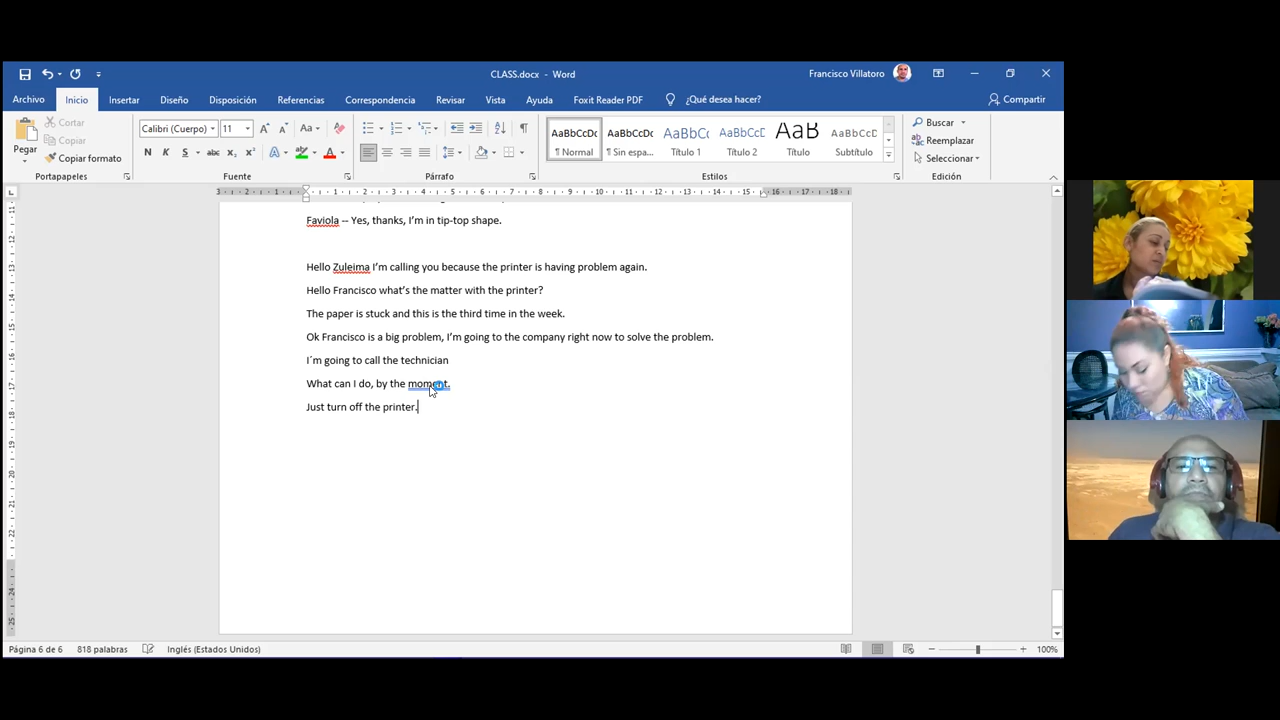 CLASS.docx - Word
Francisco Villatoro
Archivo Inicio Insertar Diseño Disposición Referencias Correspondencia Revisar Vista Ayuda Foxit Reader PDF ¿Qué desea hacer? Compartir
Pegar
Cortar
Copiar
Copiar formato
Portapapeles
Calibri (Cuerpo) 11
Fuente
Párrafo
AaBbCcDc ¶ Normal
AaBbCcDc ¶ Sin espa...
AaBbC( Título 1
AaBbCcC Título 2
AaB Título
AaBbCcD Subtítulo
Estilos
Buscar
Reemplazar
Seleccionar
Edición
Faviola -- Yes, thanks, I'm in tip-top shape.
Hello Zuleima I'm calling you because the printer is having problem again.
Hello Francisco what's the matter with the printer?
The paper is stuck and this is the third time in the week.
Ok Francisco is a big problem, I'm going to the company right now to solve the problem.
I´m going to call the technician
What can I do, by the moment.
Just turn off the printer.
Página 6 de 6 818 palabras Inglés (Estados Unidos) 100%